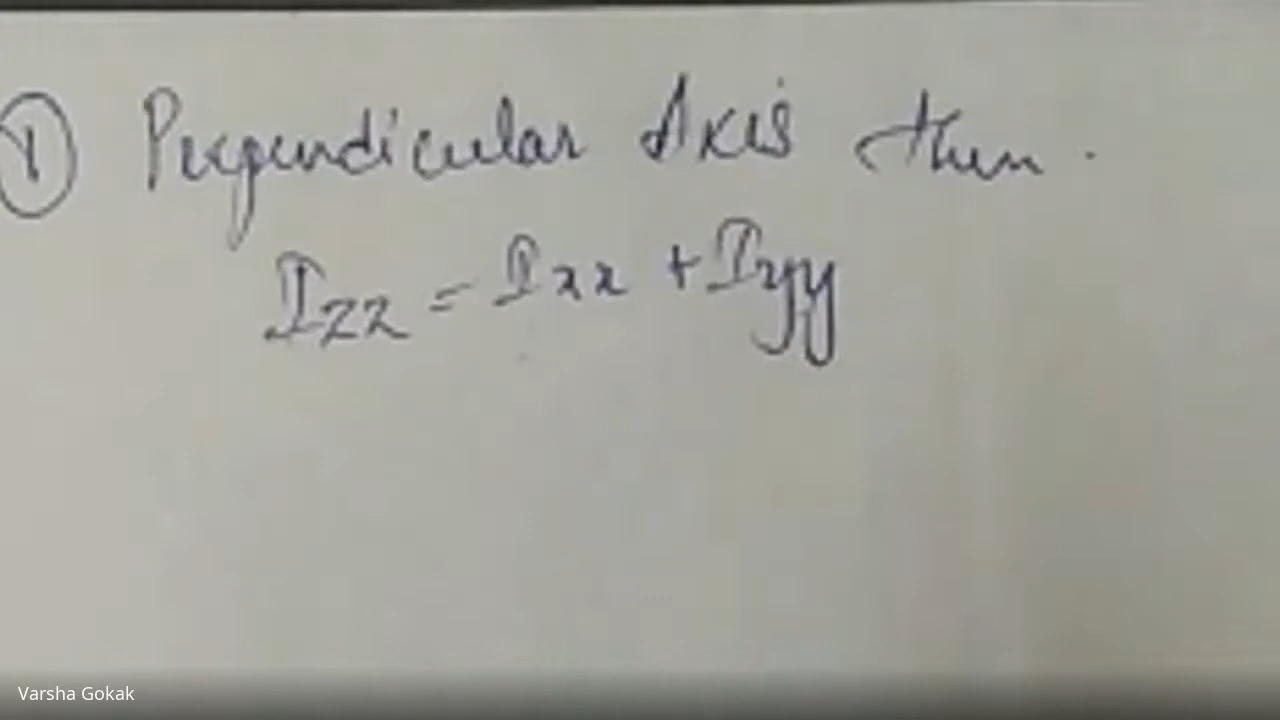 ① Perpendicular Axis thm.
Izz = Ixx + Iyy
Varsha Gokak